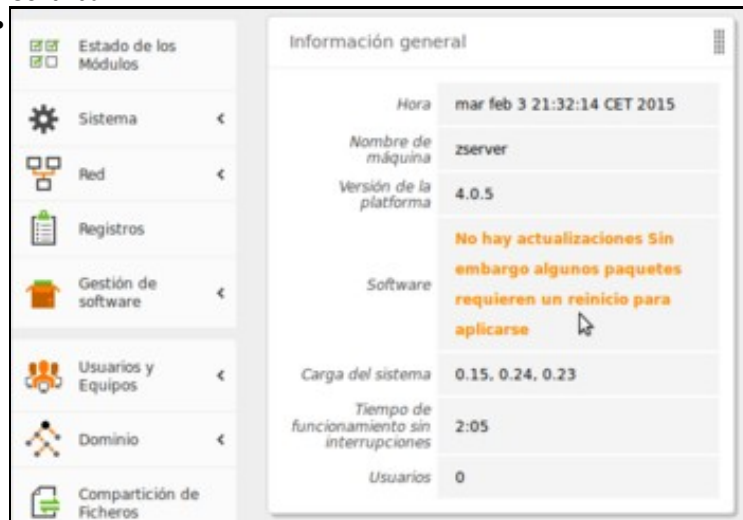 Estado de los
Módulos
Sistema
Red
Registros
Gestión de
software
Usuarios y
Equipos
Dominio
Compartición de
Ficheros
Información general
Hora mar feb 3 21:32:14 CET 2015
Nombre de
máquina zserver
Versión de la
plataforma 4.0.5
Software No hay actualizaciones Sin
embargo algunos paquetes
requieren un reinicio para
aplicarse
Carga del sistema 0.15, 0.24, 0.23
Tiempo de
funcionamiento sin
interrupciones 2:05
Usuarios 0